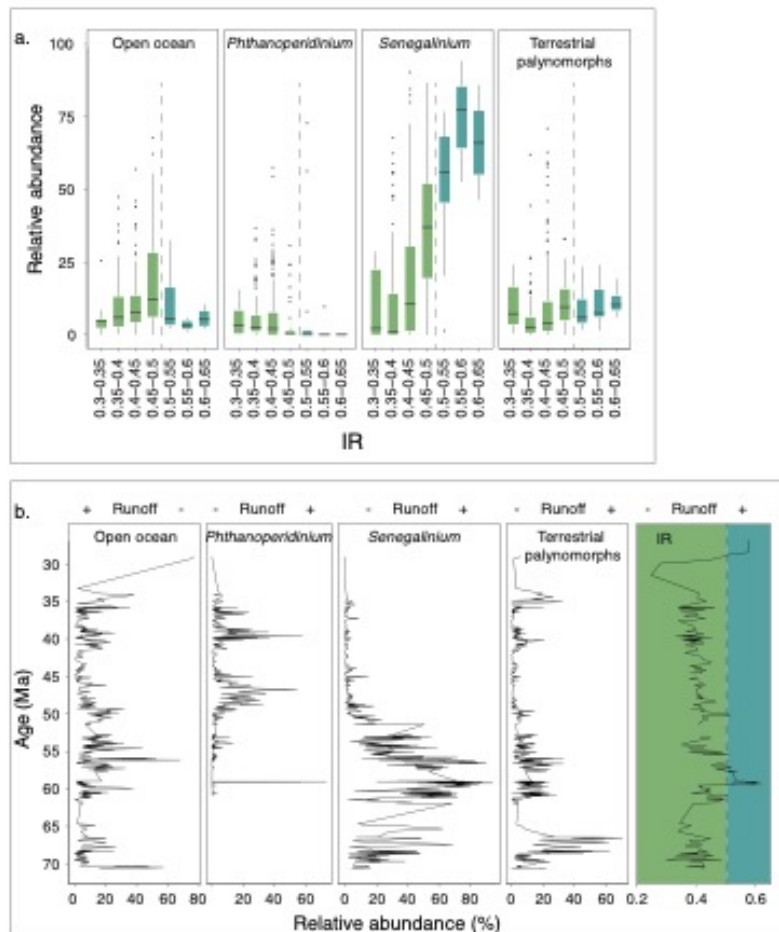 a.
Open ocean Phthanoperidinium Senegalinium Terrestrial
palynomorphs
100
75
50
25
0
Relative abundance
0.3–0.35 0.35–0.4 0.4–0.45 0.45–0.5 0.5–0.55 0.55–0.6 0.6–0.65 0.3–0.35 0.35–0.4 0.4–0.45 0.45–0.5 0.5–0.55 0.55–0.6 0.6–0.65 0.3–0.35 0.35–0.4 0.4–0.45 0.45–0.5 0.5–0.55 0.55–0.6 0.6–0.65 0.3–0.35 0.35–0.4 0.4–0.45 0.45–0.5 0.5–0.55 0.55–0.6 0.6–0.65
IR
b.
+ Runoff - - Runoff + - Runoff + - Runoff + - Runoff +
Open ocean Phthanoperidinium Senegalinium Terrestrial IR
palynomorphs
30
35
40
45
50
55
60
65
70
Age (Ma)
0 20 40 60 80 0 20 40 60 0 20 40 60 80 0 20 40 60 0.2 0.4 0.6
Relative abundance (%)